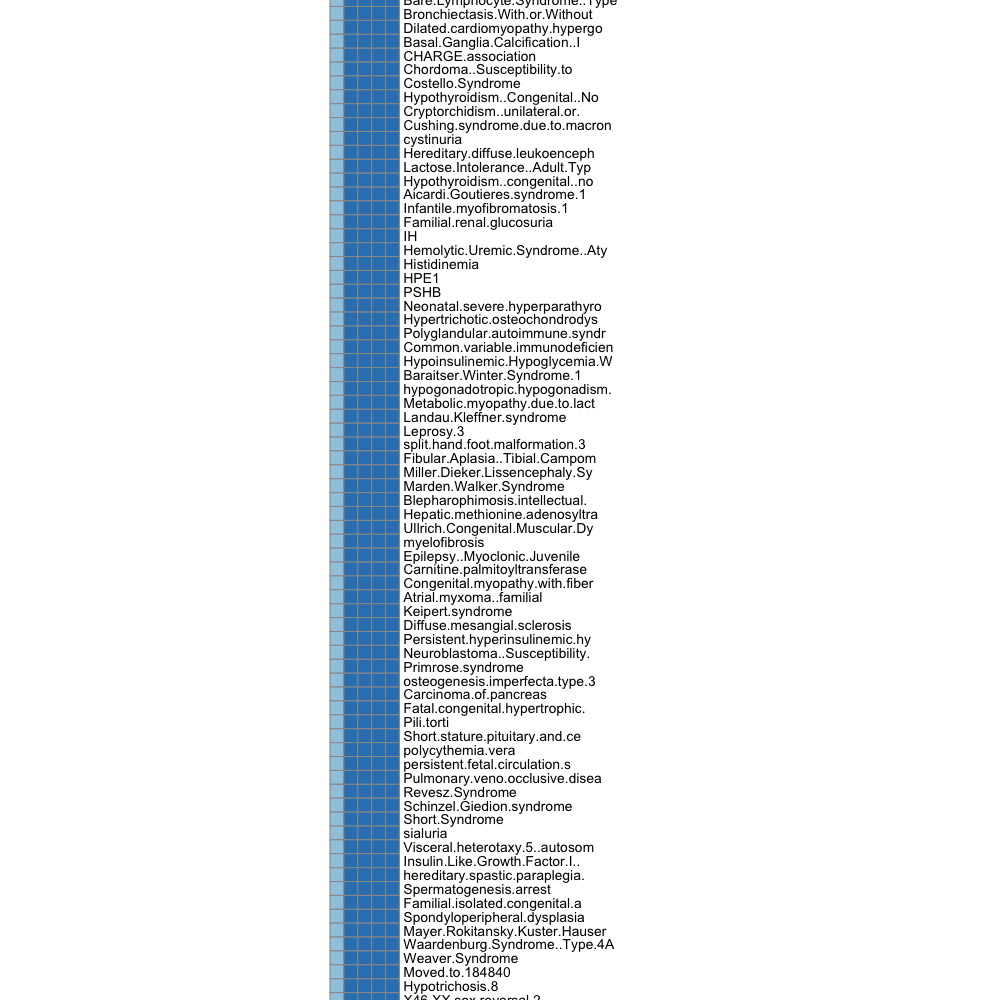 Bare.Lymphocyte.Syndrome..Type
Bronchiectasis.With.or.Without
Dilated.cardiomyopathy.hypergo
Basal.Ganglia.Calcification..I
CHARGE.association
Chordoma..Susceptibility.to
Costello.Syndrome
Hypothyroidism..Congenital..No
Cryptorchidism..unilateral.or.
Cushing.syndrome.due.to.macron
cystinuria
Hereditary.diffuse.leukoenceph
Lactose.Intolerance..Adult.Typ
Hypothyroidism..congenital..no
Aicardi.Goutieres.syndrome.1
Infantile.myofibromatosis.1
Familial.renal.glucosuria
IH
Hemolytic.Uremic.Syndrome..Aty
Histidinemia
HPE1
PSHB
Neonatal.severe.hyperparathyro
Hypertrichotic.osteochondrodys
Polyglandular.autoimmune.syndr
Common.variable.immunodeficien
Hypoinsulinemic.Hypoglycemia.W
Baraitser.Winter.Syndrome.1
hypogonadotropic.hypogonadism.
Metabolic.myopathy.due.to.lact
Landau.Kleffner.syndrome
Leprosy.3
split.hand.foot.malformation.3
Fibular.Aplasia..Tibial.Campom
Miller.Dieker.Lissencephaly.Sy
Marden.Walker.Syndrome
Blepharophimosis.intellectual.
Hepatic.methionine.adenosyltra
Ullrich.Congenital.Muscular.Dy
myelofibrosis
Epilepsy..Myoclonic.Juvenile
Carnitine.palmitoyltransferase
Congenital.myopathy.with.fiber
Atrial.myxoma..familial
Keipert.syndrome
Diffuse.mesangial.sclerosis
Persistent.hyperinsulinemic.hy
Neuroblastoma..Susceptibility.
Primrose.syndrome
osteogenesis.imperfecta.type.3
Carcinoma.of.pancreas
Fatal.congenital.hypertrophic.
Pili.torti
Short.stature.pituitary.and.ce
polycythemia.vera
persistent.fetal.circulation.s
Pulmonary.veno.occlusive.disea
Revesz.Syndrome
Schinzel.Giedion.syndrome
Short.Syndrome
sialuria
Visceral.heterotaxy.5..autosom
Insulin.Like.Growth.Factor.I..
hereditary.spastic.paraplegia.
Spermatogenesis.arrest
Familial.isolated.congenital.a
Spondyloperipheral.dysplasia
Mayer.Rokitansky.Kuster.Hauser
Waardenburg.Syndrome..Type.4A
Weaver.Syndrome
Moved.to.184840
Hypotrichosis.8
X46.XX.sex.reversal.2